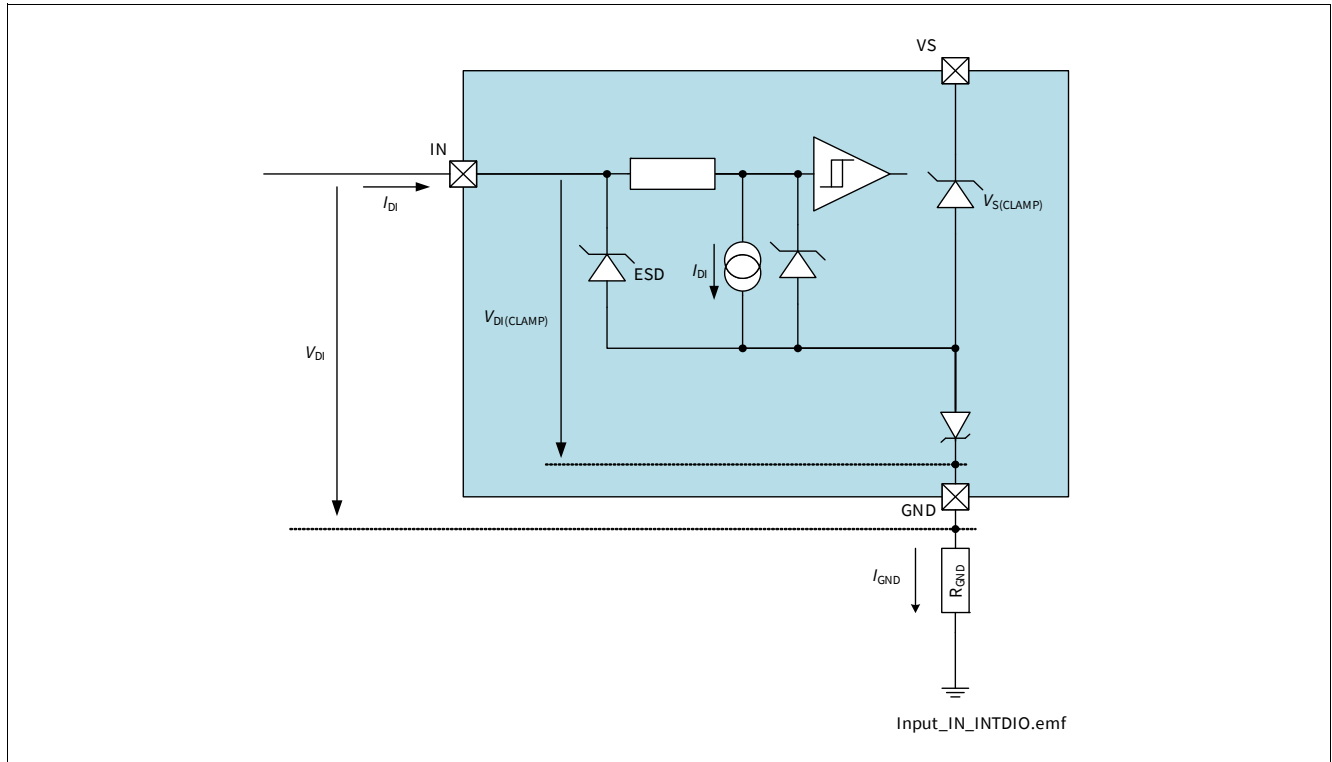 VS
IN
I_DI
V_S(CLAMP)
ESD
I_DI
V_DI(CLAMP)
V_DI
GND
I_GND
R_GND
Input_IN_INTDIO.emf